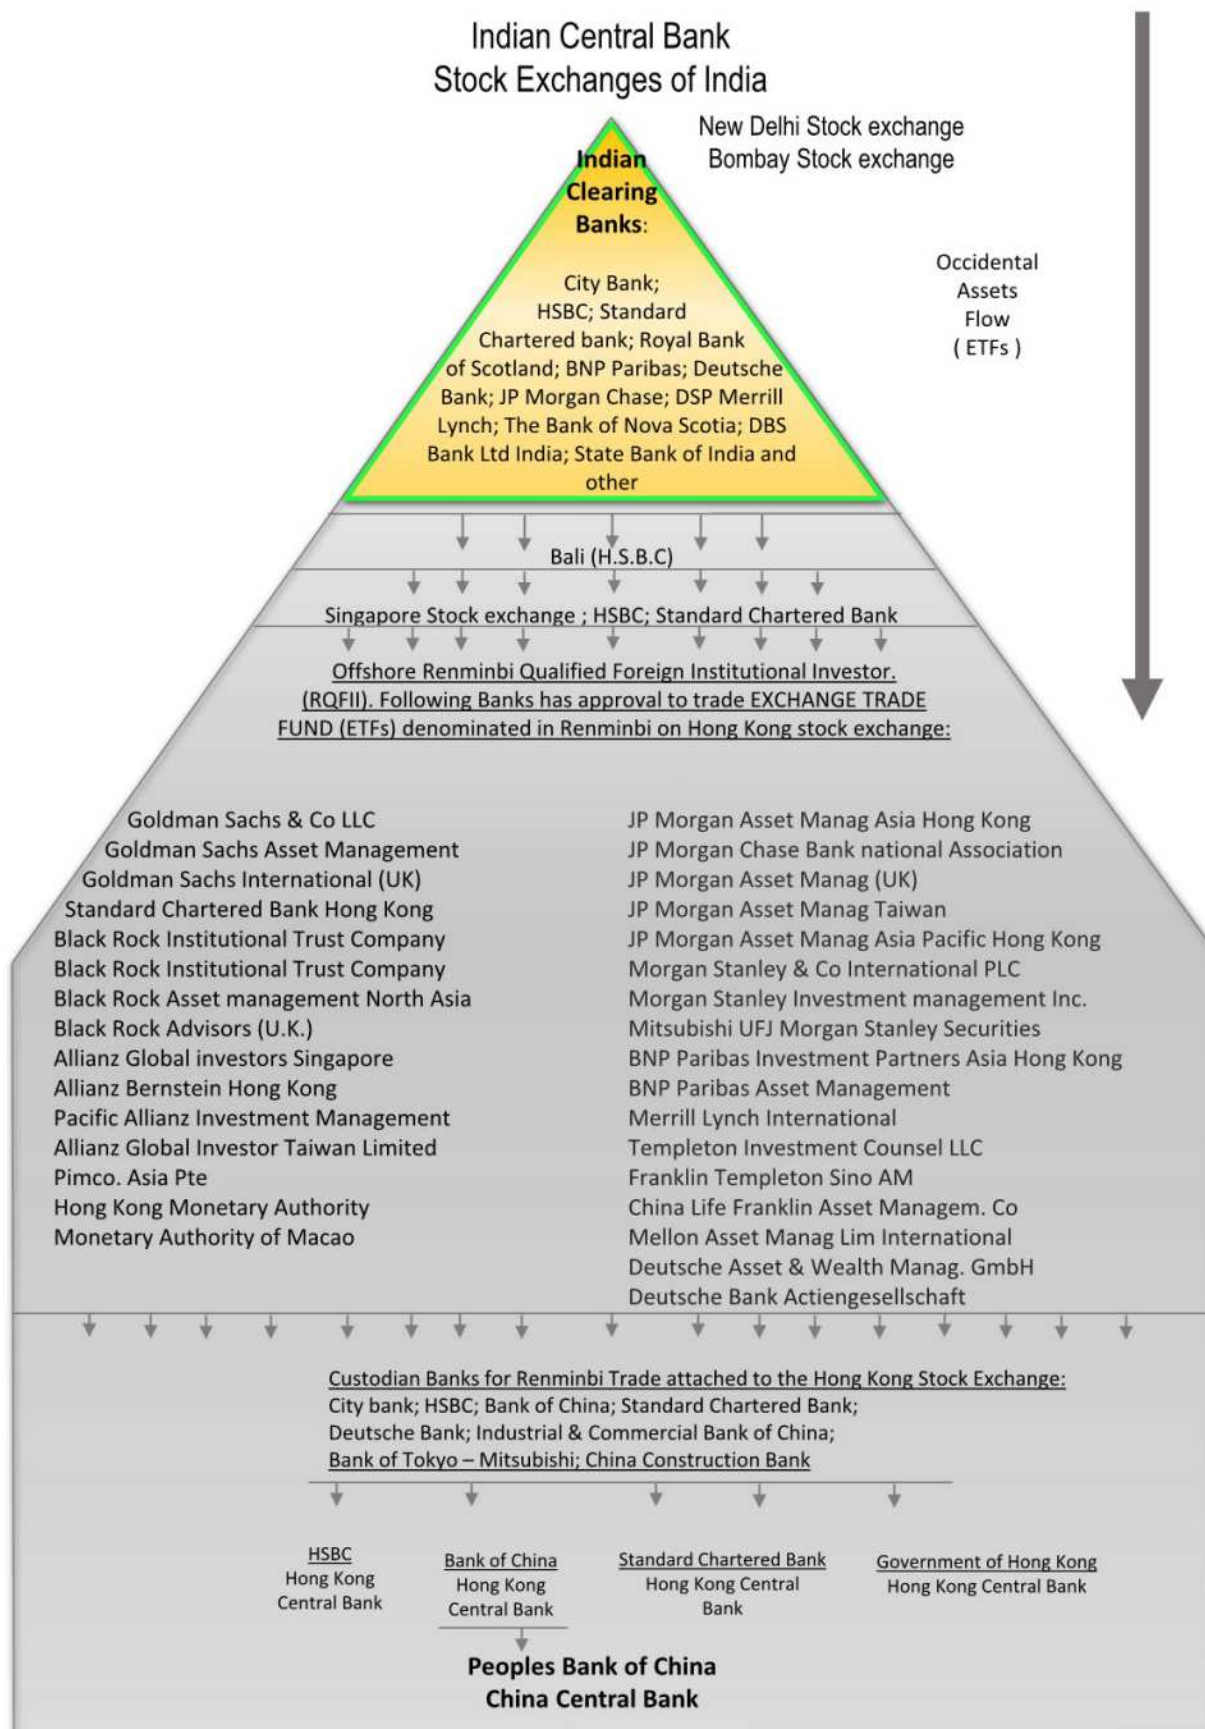 Indian Central Bank
Stock Exchanges of India
New Delhi Stock exchange
Bombay Stock exchange
Indian
Clearing
Banks:
City Bank;
HSBC; Standard
Chartered bank; Royal Bank
of Scotland; BNP Paribas; Deutsche
Bank; JP Morgan Chase; DSP Merrill
Lynch; The Bank of Nova Scotia; DBS
Bank Ltd India; State Bank of India and
other
Occidental
Assets
Flow
( ETFs )
Bali (H.S.B.C)
Singapore Stock exchange ; HSBC; Standard Chartered Bank
Offshore Renminbi Qualified Foreign Institutional Investor.
(RQFII). Following Banks has approval to trade EXCHANGE TRADE
FUND (ETFs) denominated in Renminbi on Hong Kong stock exchange:
Goldman Sachs & Co LLC
Goldman Sachs Asset Management
Goldman Sachs International (UK)
Standard Chartered Bank Hong Kong
Black Rock Institutional Trust Company
Black Rock Institutional Trust Company
Black Rock Asset management North Asia
Black Rock Advisors (U.K.)
Allianz Global investors Singapore
Allianz Bernstein Hong Kong
Pacific Allianz Investment Management
Allianz Global Investor Taiwan Limited
Pimco. Asia Pte
Hong Kong Monetary Authority
Monetary Authority of Macao
JP Morgan Asset Manag Asia Hong Kong
JP Morgan Chase Bank national Association
JP Morgan Asset Manag (UK)
JP Morgan Asset Manag Taiwan
JP Morgan Asset Manag Asia Pacific Hong Kong
Morgan Stanley & Co International PLC
Morgan Stanley Investment management Inc.
Mitsubishi UFJ Morgan Stanley Securities
BNP Paribas Investment Partners Asia Hong Kong
BNP Paribas Asset Management
Merrill Lynch International
Templeton Investment Counsel LLC
Franklin Templeton Sino AM
China Life Franklin Asset Managem. Co
Mellon Asset Manag Lim International
Deutsche Asset & Wealth Manag. GmbH
Deutsche Bank Actiengesellschaft
Custodian Banks for Renminbi Trade attached to the Hong Kong Stock Exchange:
City bank; HSBC; Bank of China; Standard Chartered Bank;
Deutsche Bank; Industrial & Commercial Bank of China;
Bank of Tokyo – Mitsubishi; China Construction Bank
HSBC
Hong Kong
Central Bank
Bank of China
Hong Kong
Central Bank
Standard Chartered Bank
Hong Kong Central
Bank
Government of Hong Kong
Hong Kong Central Bank
Peoples Bank of China
China Central Bank